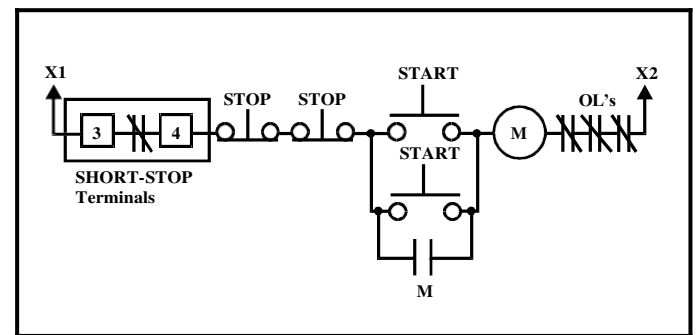 X1
X2
START
OL's
STOP
STOP
3
4
M
START
SHORT-STOP
Terminals
M